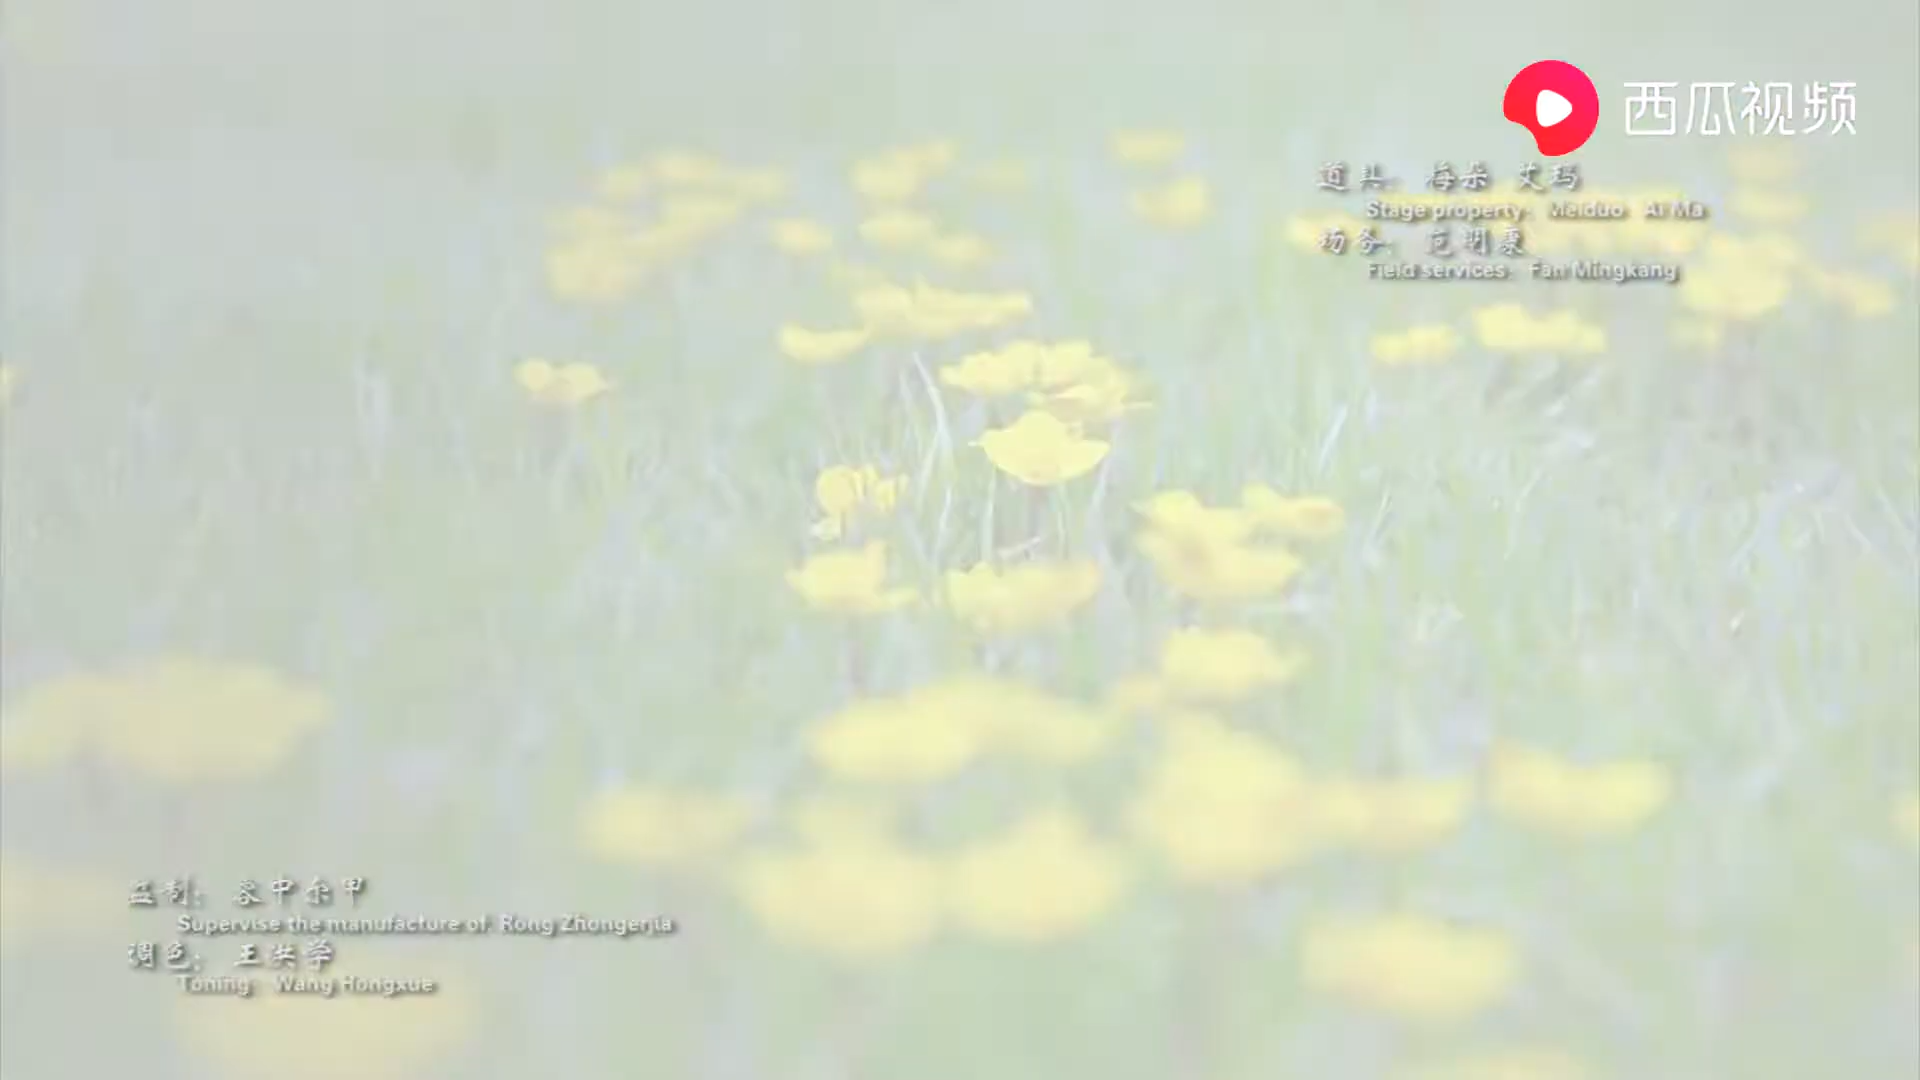 西瓜视频
道具: 梅朵 艾玛
Stage property: Meiduo Ai Ma
场务: 范明康
Field services: Fan Mingkang
监制: 容中尔甲
Supervise the manufacture of: Rong Zhongerjia
调色: 王洪学
Toning: Wang Hongxue